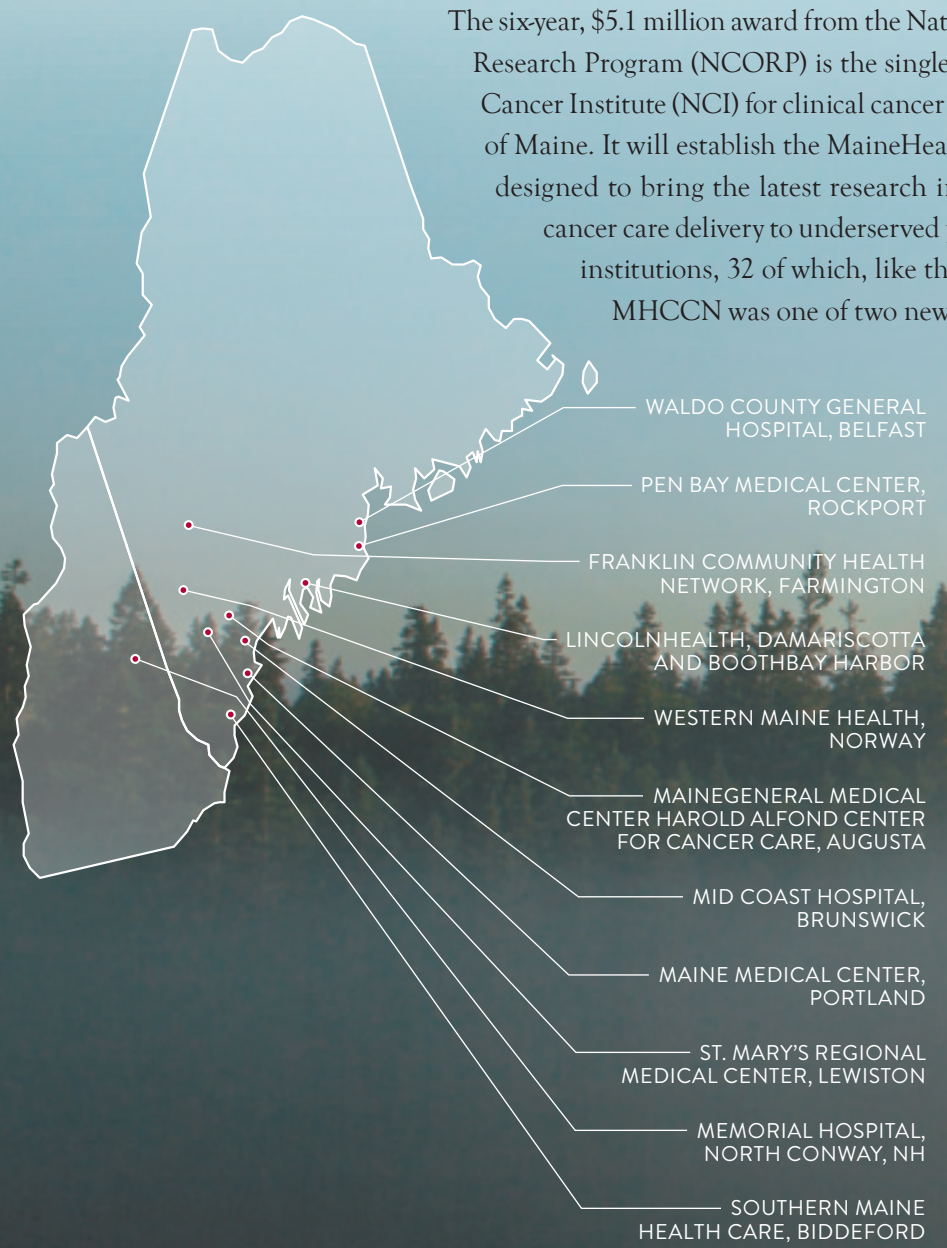 The six-year, $5.1 million award from the Nat
Research Program (NCORP) is the single
Cancer Institute (NCI) for clinical cancer
of Maine. It will establish the MaineHea
designed to bring the latest research i
cancer care delivery to underserved
institutions, 32 of which, like th
MHCCN was one of two new
WALDO COUNTY GENERAL
HOSPITAL, BELFAST
PEN BAY MEDICAL CENTER,
ROCKPORT
FRANKLIN COMMUNITY HEALTH
NETWORK, FARMINGTON
LINCOLNHEALTH, DAMARISCOTTA
AND BOOTHBAY HARBOR
WESTERN MAINE HEALTH,
NORWAY
MAINEGENERAL MEDICAL
CENTER HAROLD ALFOND CENTER
FOR CANCER CARE, AUGUSTA
MID COAST HOSPITAL,
BRUNSWICK
MAINE MEDICAL CENTER,
PORTLAND
ST. MARY'S REGIONAL
MEDICAL CENTER, LEWISTON
MEMORIAL HOSPITAL,
NORTH CONWAY, NH
SOUTHERN MAINE
HEALTH CARE, BIDDEFORD